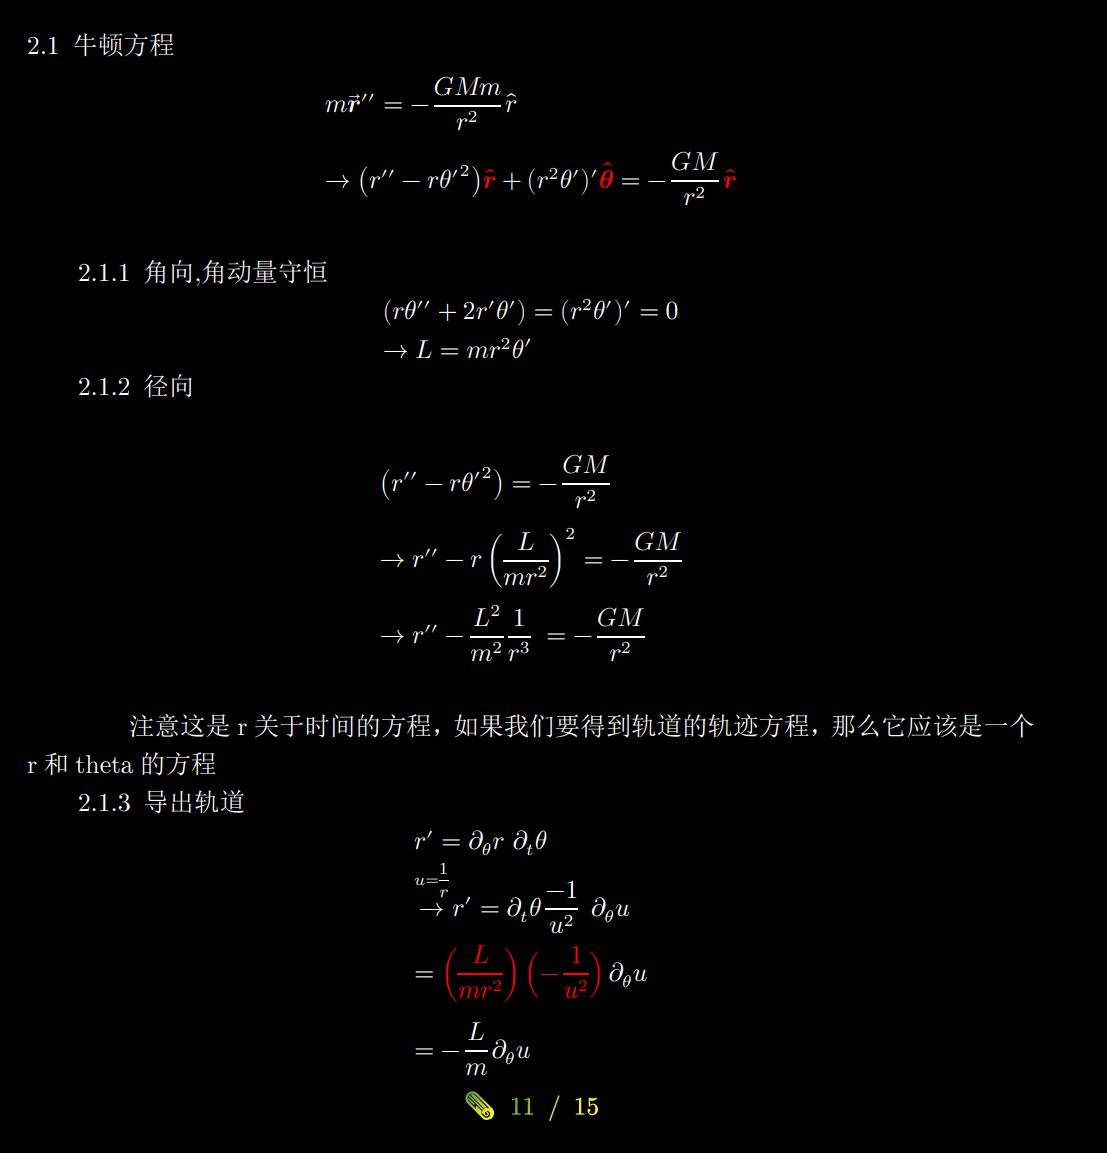 2.1 牛顿方程
$m\vec{\boldsymbol{r}}'' = -\frac{GMm}{r^2}\hat{r}$
$\rightarrow (r'' - r\theta'^2)\hat{\boldsymbol{r}} + (r^2\theta')'\hat{\boldsymbol{\theta}} = -\frac{GM}{r^2}\hat{\boldsymbol{r}}$
2.1.1 角向,角动量守恒
$(r\theta'' + 2r'\theta') = (r^2\theta')' = 0$
$\rightarrow L = mr^2\theta'$
2.1.2 径向
$(r'' - r\theta'^2) = -\frac{GM}{r^2}$
$\rightarrow r'' - r\left(\frac{L}{mr^2}\right)^2 = -\frac{GM}{r^2}$
$\rightarrow r'' - \frac{L^2}{m^2}\frac{1}{r^3} = -\frac{GM}{r^2}$
注意这是 r 关于时间的方程，如果我们要得到轨道的轨迹方程，那么它应该是一个
r 和 theta 的方程
2.1.3 导出轨道
$r' = \partial_\theta r\ \partial_t\theta$
$\overset{u=\frac{1}{r}}{\rightarrow} r' = \partial_t\theta\frac{-1}{u^2}\ \partial_\theta u$
$= \left(\frac{L}{mr^2}\right)\left(-\frac{1}{u^2}\right)\partial_\theta u$
$= -\frac{L}{m}\partial_\theta u$
11 / 15